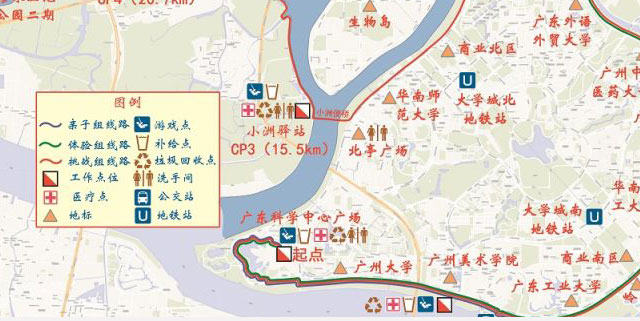 CP4 (20.7km)
公园二期
生物岛
广东外语
外贸大学
商业北区
华南师
范大学
大学城北
地铁站
广州中
医药大
小洲便桥
小洲驿站
CP3 (15.5km)
北亭广场
图例
亲子组线路 游戏点
体验组线路 补给点
挑战组线路 垃圾回收点
工作点位 洗手间
医疗点 公交站
地标 地铁站
广东科学中心广场
起点
广州大学
广州美术学院
大学城南
地铁站
商业南区
广东工业大学
岭